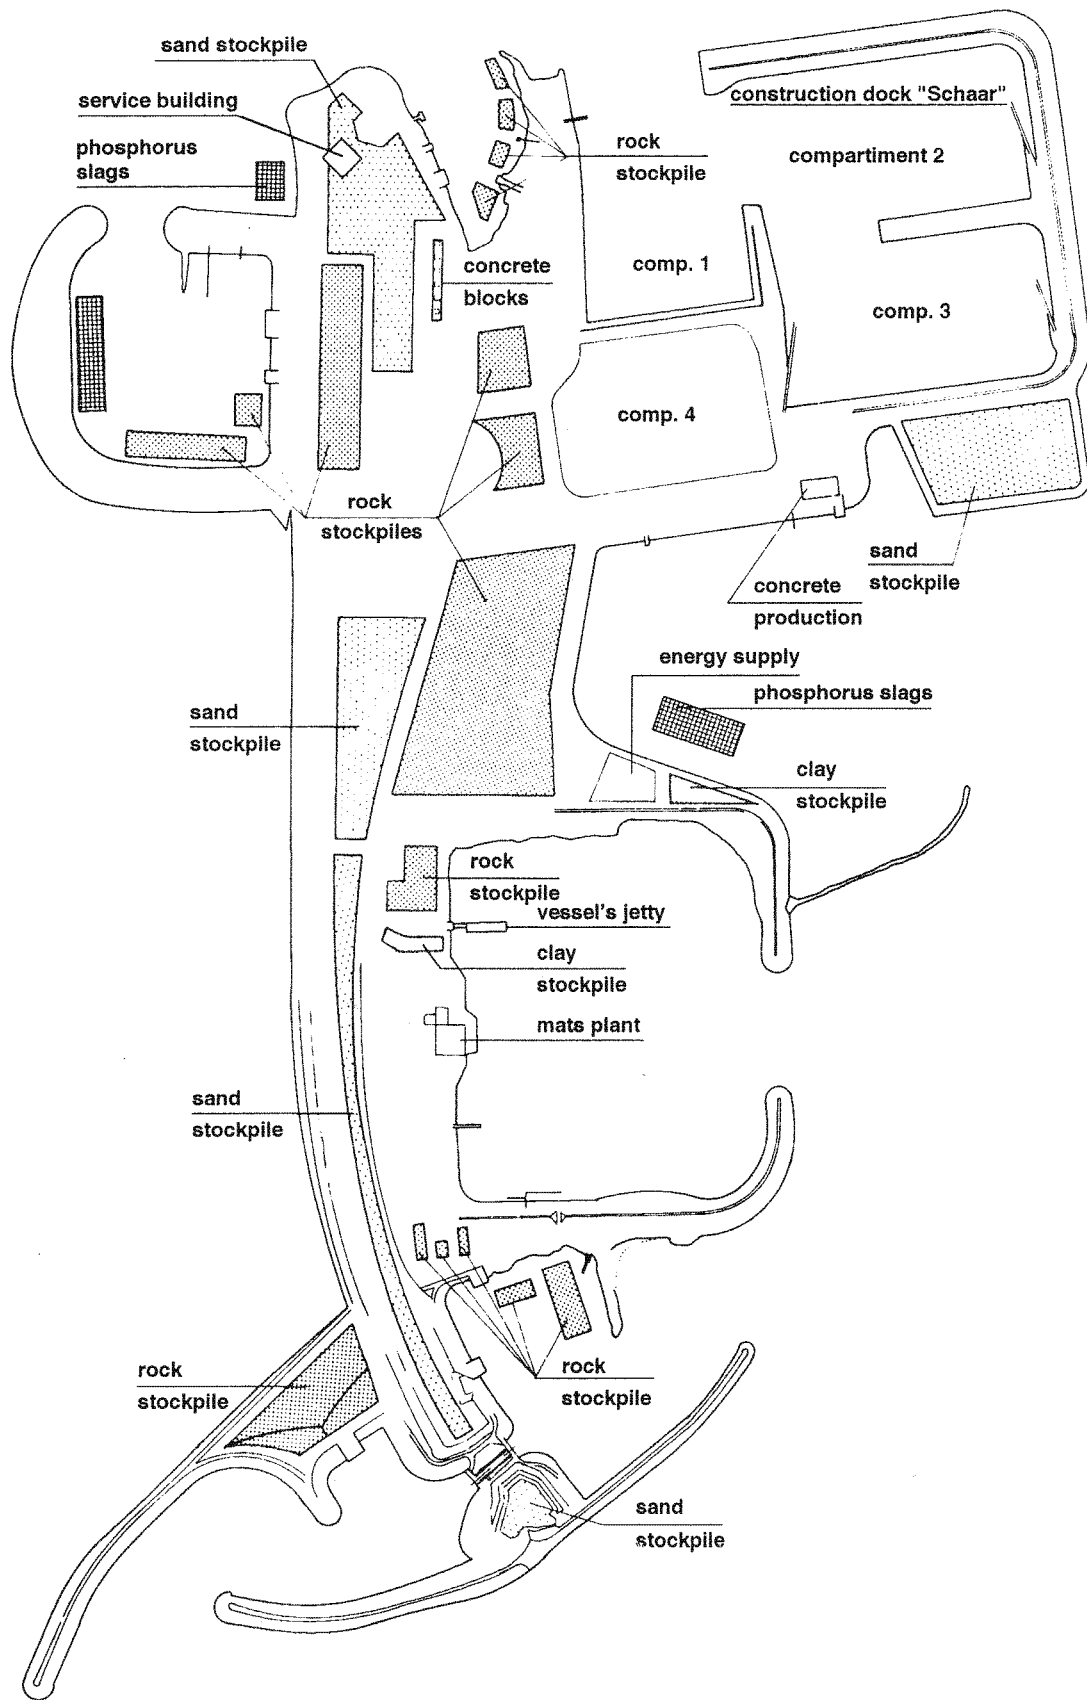 sand stockpile
service building
phosphorus
slags
construction dock "Schaar"
rock
stockpile
compartiment 2
concrete
blocks
comp. 1
comp. 3
comp. 4
rock
stockpiles
sand
stockpile
concrete
production
energy supply
phosphorus slags
sand
stockpile
clay
stockpile
rock
stockpile
vessel's jetty
clay
stockpile
mats plant
sand
stockpile
rock
stockpile
rock
stockpile
sand
stockpile